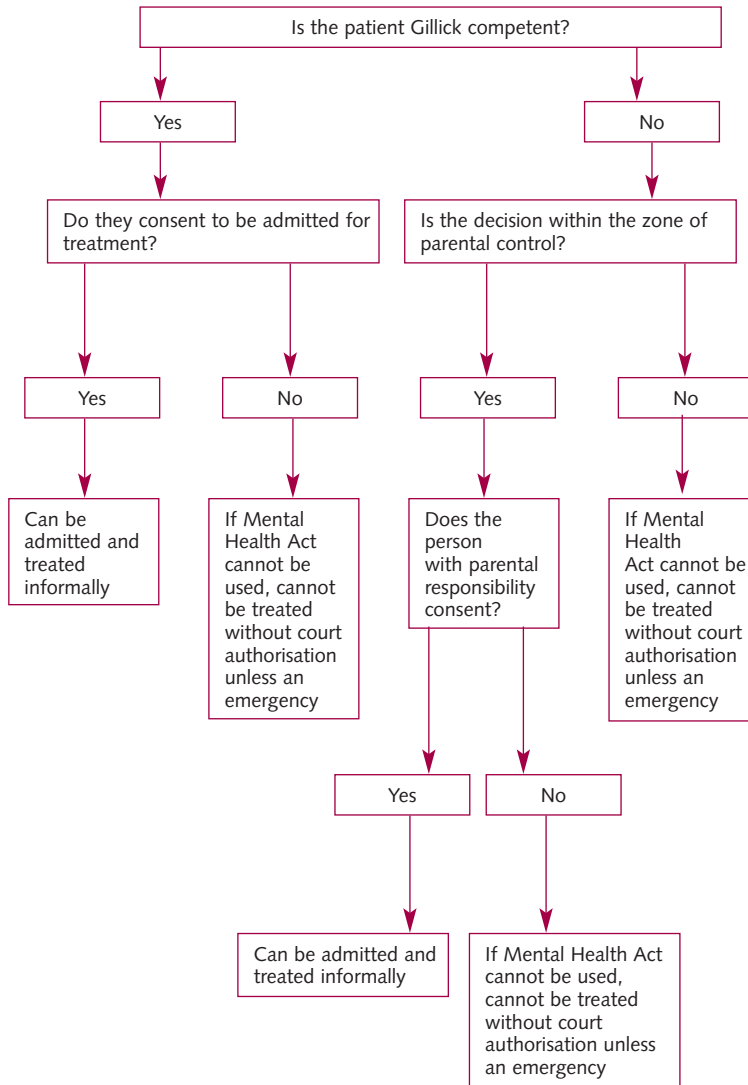 Is the patient Gillick competent?
Yes
No
Do they consent to be admitted for
treatment?
Is the decision within the zone of
parental control?
Yes
No
Yes
No
Can be
admitted and
treated
informally
If Mental
Health Act
cannot be
used, cannot
be treated
without court
authorisation
unless an
emergency
Does the
person
with parental
responsibility
consent?
If Mental
Health
Act cannot be
used, cannot
be treated
without court
authorisation
unless an
emergency
Yes
No
Can be admitted and
treated informally
If Mental Health Act
cannot be used,
cannot be treated
without court
authorisation unless
an emergency